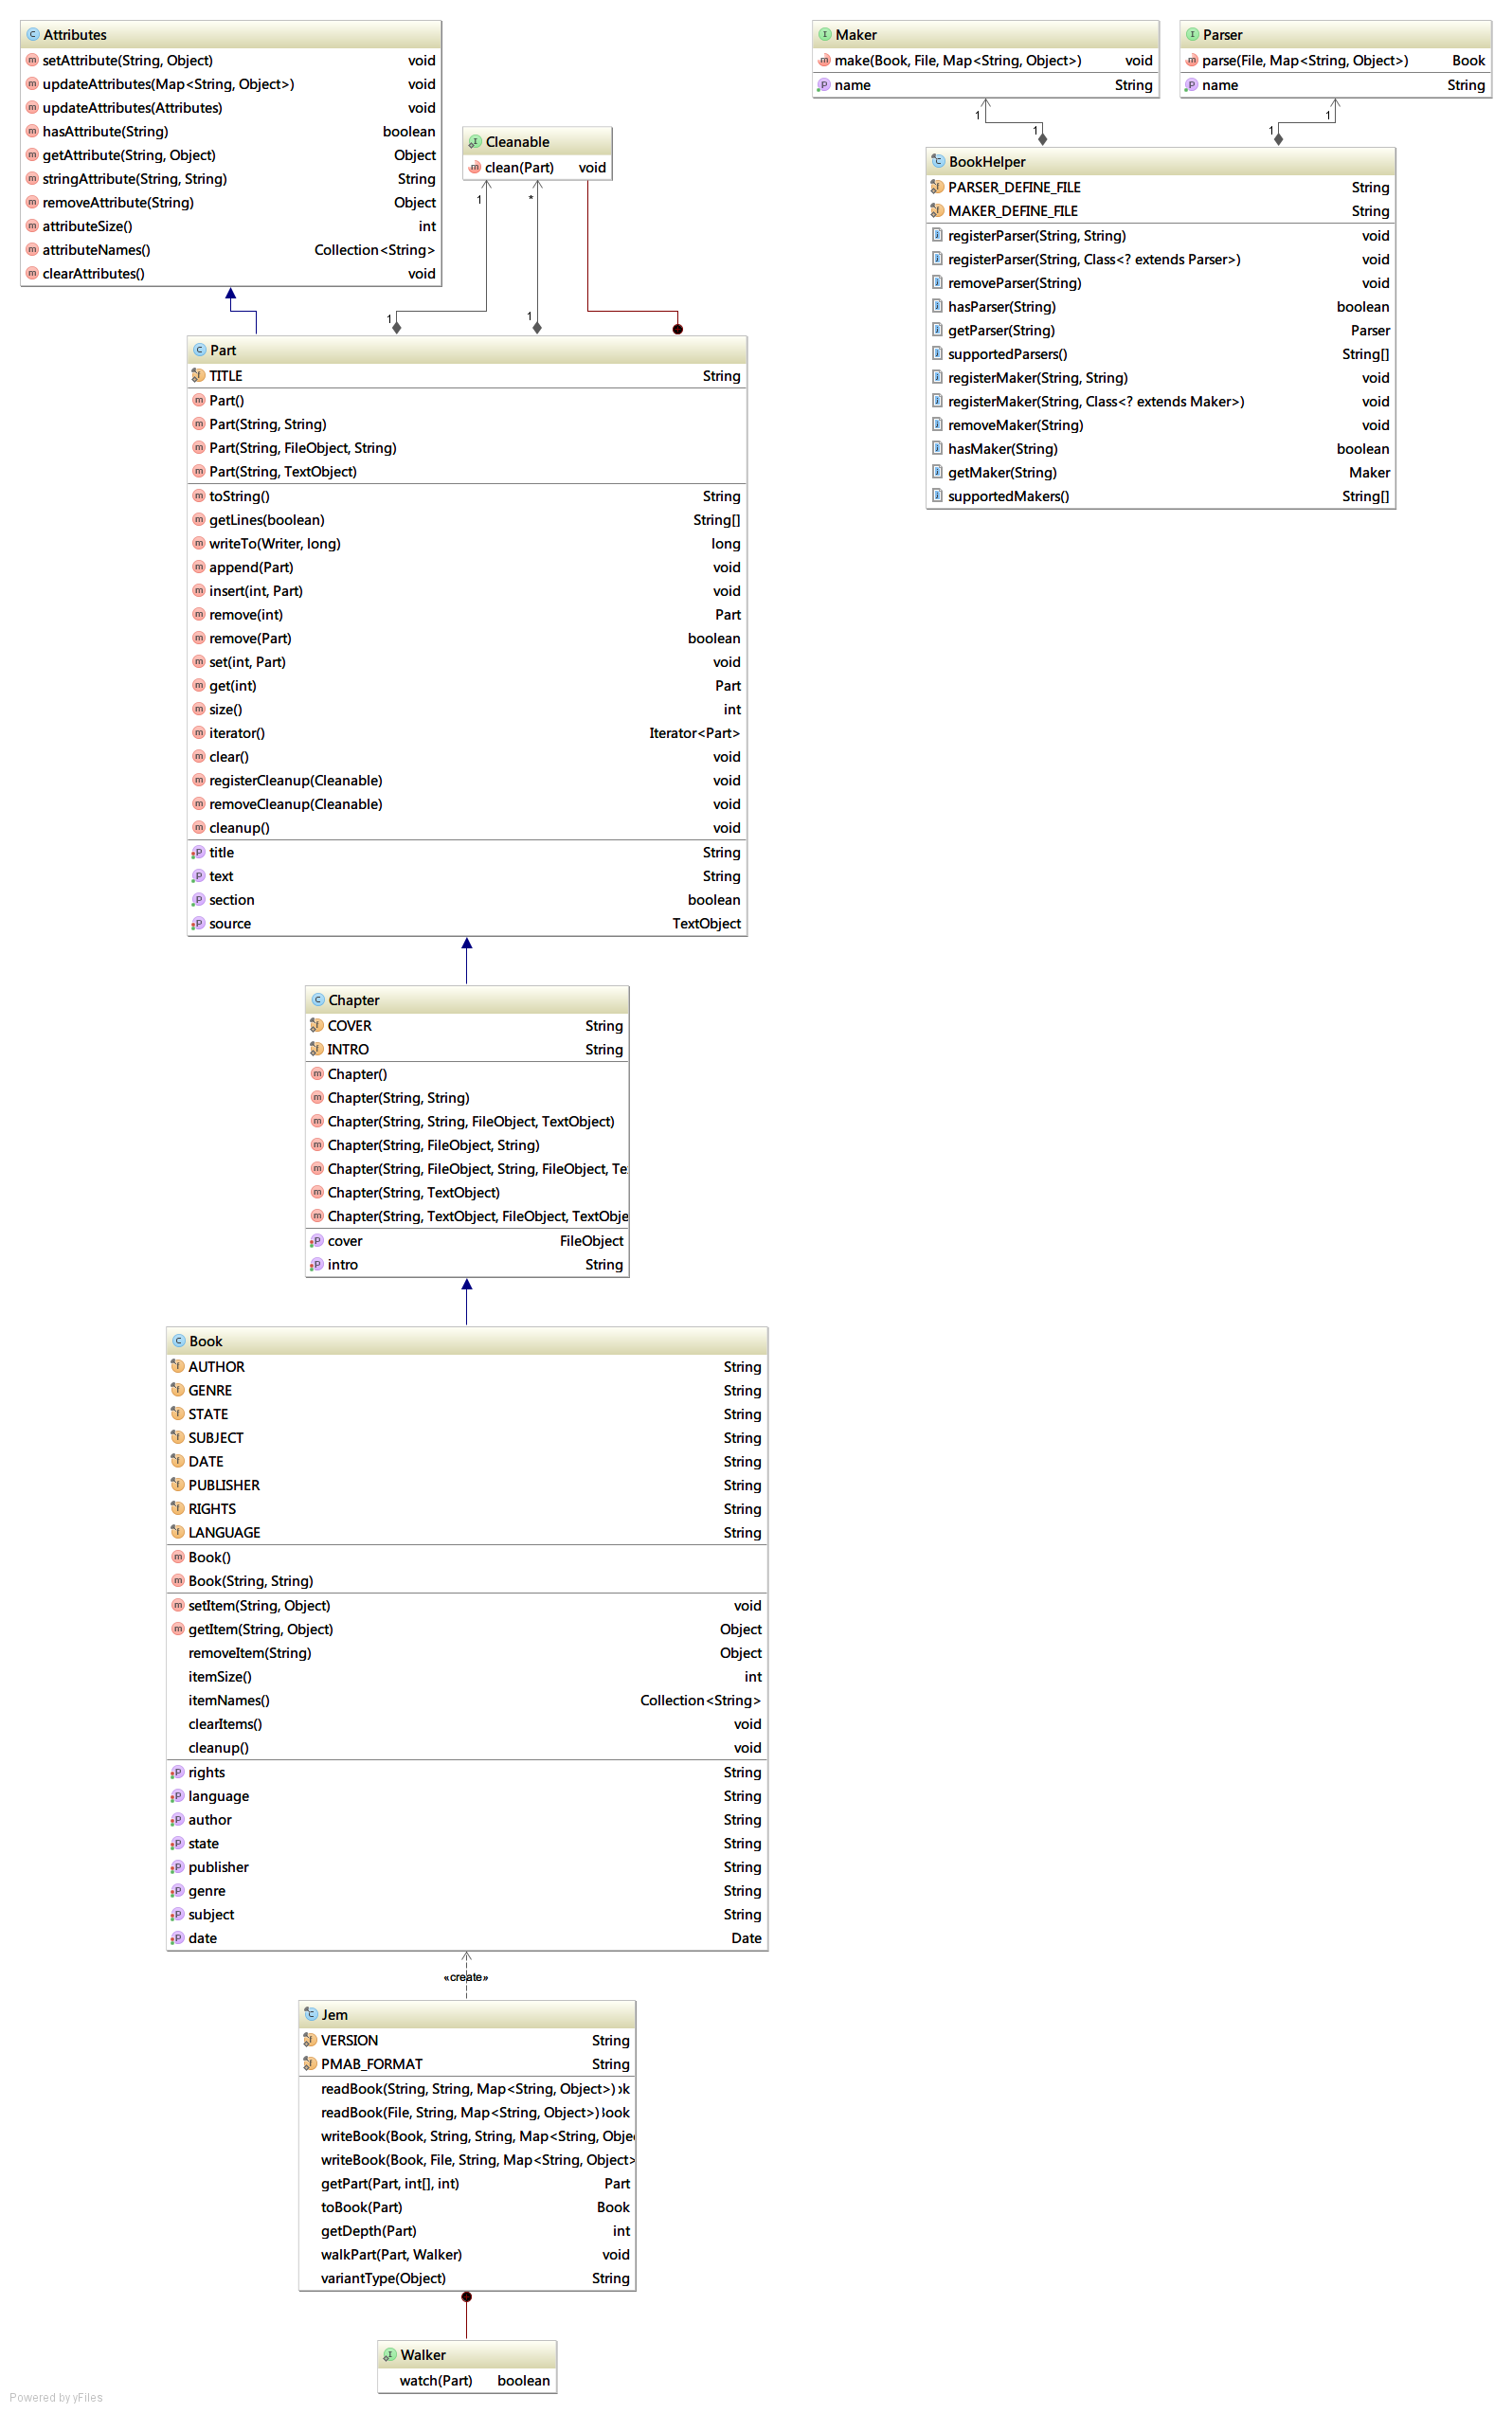 Attributes
setAttribute(String, Object) void
updateAttributes(Map<String, Object>) void
updateAttributes(Attributes) void
hasAttribute(String) boolean
getAttribute(String, Object) Object
stringAttribute(String, String) String
removeAttribute(String) Object
attributeSize() int
attributeNames() Collection<String>
clearAttributes() void
Cleanable
clean(Part) void
1
*
1
1
Maker
make(Book, File, Map<String, Object>) void
name String
Parser
parse(File, Map<String, Object>) Book
name String
1
1
1
1
BookHelper
PARSER_DEFINE_FILE String
MAKER_DEFINE_FILE String
registerParser(String, String) void
registerParser(String, Class<? extends Parser>) void
removeParser(String) void
hasParser(String) boolean
getParser(String) Parser
supportedParsers() String[]
registerMaker(String, String) void
registerMaker(String, Class<? extends Maker>) void
removeMaker(String) void
hasMaker(String) boolean
getMaker(String) Maker
supportedMakers() String[]
Part
TITLE String
Part()
Part(String, String)
Part(String, FileObject, String)
Part(String, TextObject)
toString() String
getLines(boolean) String[]
writeTo(Writer, long) long
append(Part) void
insert(int, Part) void
remove(int) Part
remove(Part) boolean
set(int, Part) void
get(int) Part
size() int
iterator() Iterator<Part>
clear() void
registerCleanup(Cleanable) void
removeCleanup(Cleanable) void
cleanup() void
title String
text String
section boolean
source TextObject
Chapter
COVER String
INTRO String
Chapter()
Chapter(String, String)
Chapter(String, String, FileObject, TextObject)
Chapter(String, FileObject, String)
Chapter(String, FileObject, String, FileObject, Te
Chapter(String, TextObject)
Chapter(String, TextObject, FileObject, TextObje
cover FileObject
intro String
Book
AUTHOR String
GENRE String
STATE String
SUBJECT String
DATE String
PUBLISHER String
RIGHTS String
LANGUAGE String
Book()
Book(String, String)
setItem(String, Object) void
getItem(String, Object) Object
removeItem(String) Object
itemSize() int
itemNames() Collection<String>
clearItems() void
cleanup() void
rights String
language String
author String
state String
publisher String
genre String
subject String
date Date
«create»
Jem
VERSION String
PMAB_FORMAT String
readBook(String, String, Map<String, Object>) ok
readBook(File, String, Map<String, Object>) ook
writeBook(Book, String, String, Map<String, Obje
writeBook(Book, File, String, Map<String, Object>
getPart(Part, int[], int) Part
toBook(Part) Book
getDepth(Part) int
walkPart(Part, Walker) void
variantType(Object) String
Walker
watch(Part) boolean
Powered by yFiles